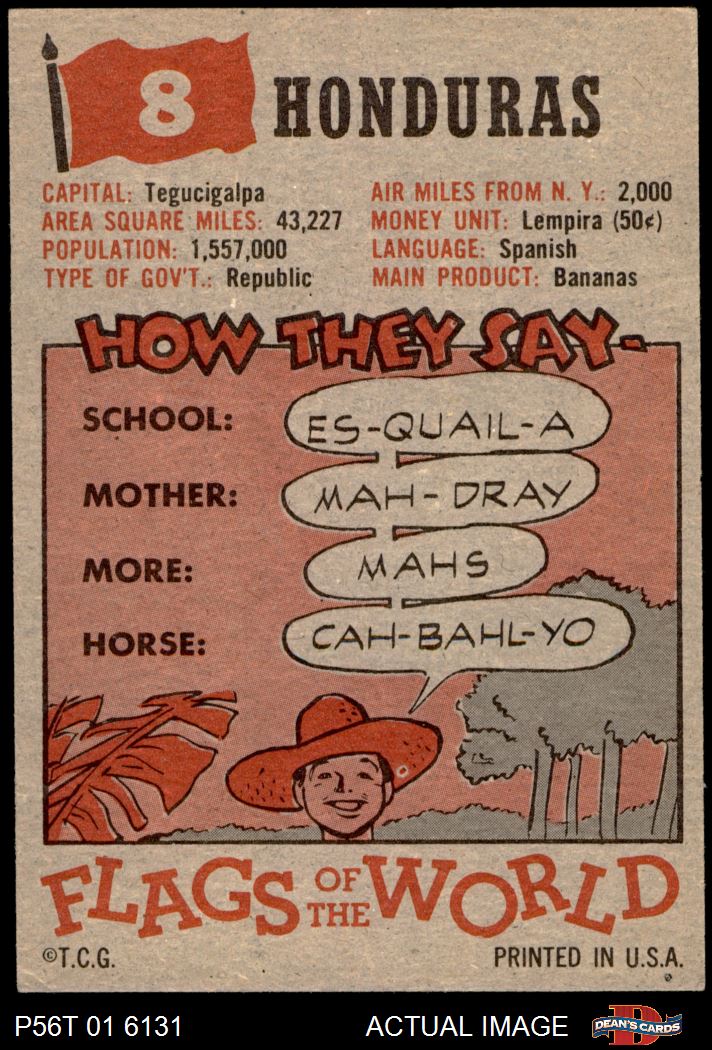 8 HONDURAS
CAPITAL: Tegucigalpa
AREA SQUARE MILES: 43,227
POPULATION: 1,557,000
TYPE OF GOV'T.: Republic
AIR MILES FROM N. Y.: 2,000
MONEY UNIT: Lempira (50¢)
LANGUAGE: Spanish
MAIN PRODUCT: Bananas
HOW THEY SAY-
SCHOOL: ES-QUAIL-A
MOTHER: MAH-DRAY
MORE: MAHS
HORSE: CAH-BAHL-YO
FLAGS OF THE WORLD
©T.C.G. PRINTED IN U.S.A.
P56T 01 6131 ACTUAL IMAGE D DEAN'S CARDS